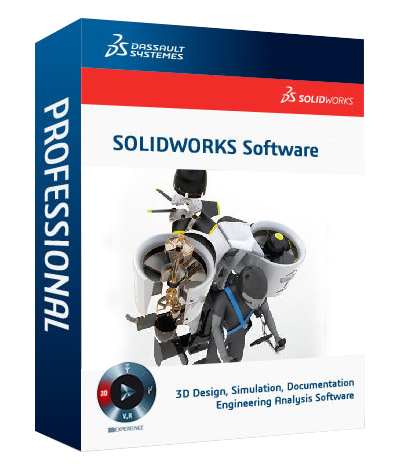 PROFESSIONAL
DASSAULT
SYSTEMES
SOLIDWORKS
SOLIDWORKS Software
3D
V,R
3DEXPERIENCE
3D Design, Simulation, Documentation
Engineering Analysis Software